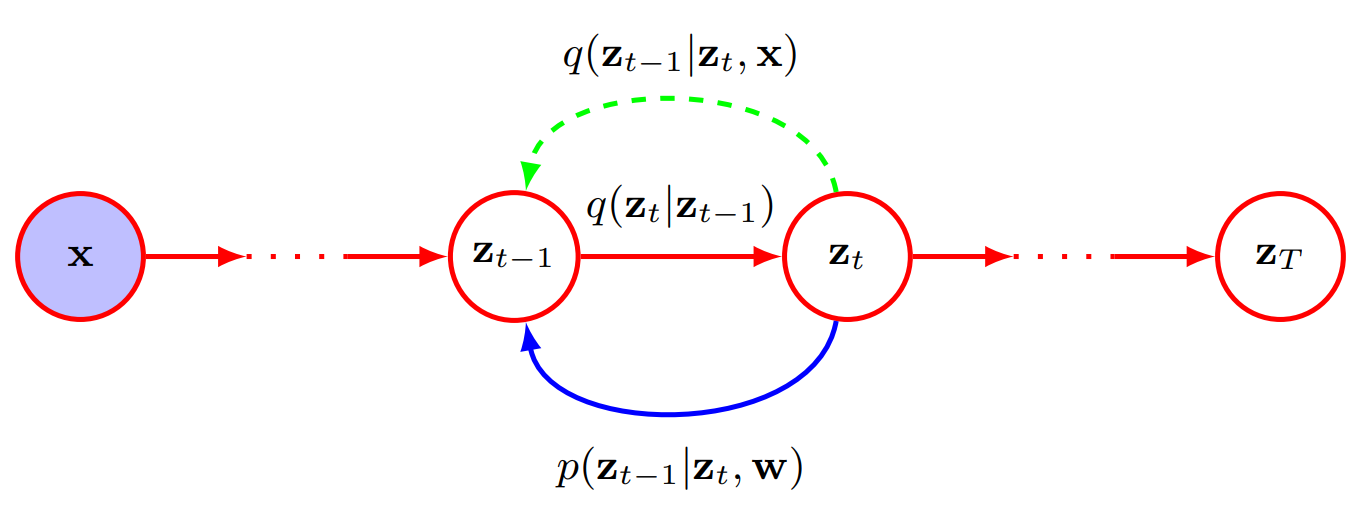 q(z_{t−1}|z_t, x)
q(z_t|z_{t−1})
x z_{t−1} z_t z_T
p(z_{t−1}|z_t, w)